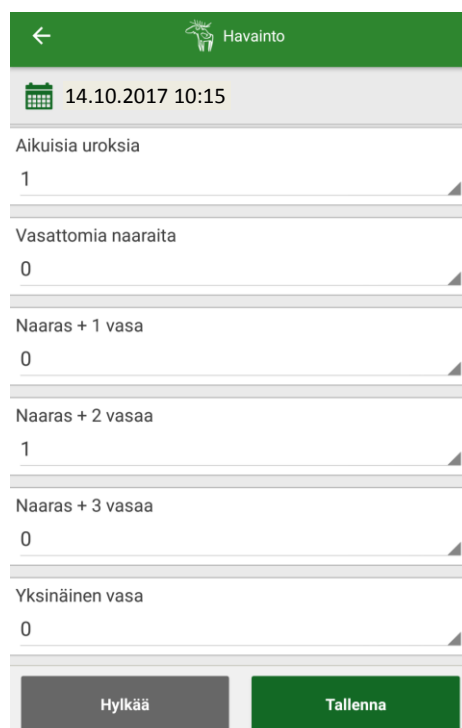 Havainto
14.10.2017 10:15
Aikuisia uroksia
1
Vasattomia naaraita
0
Naaras + 1 vasa
0
Naaras + 2 vasaa
1
Naaras + 3 vasaa
0
Yksinäinen vasa
0
Hylkää Tallenna